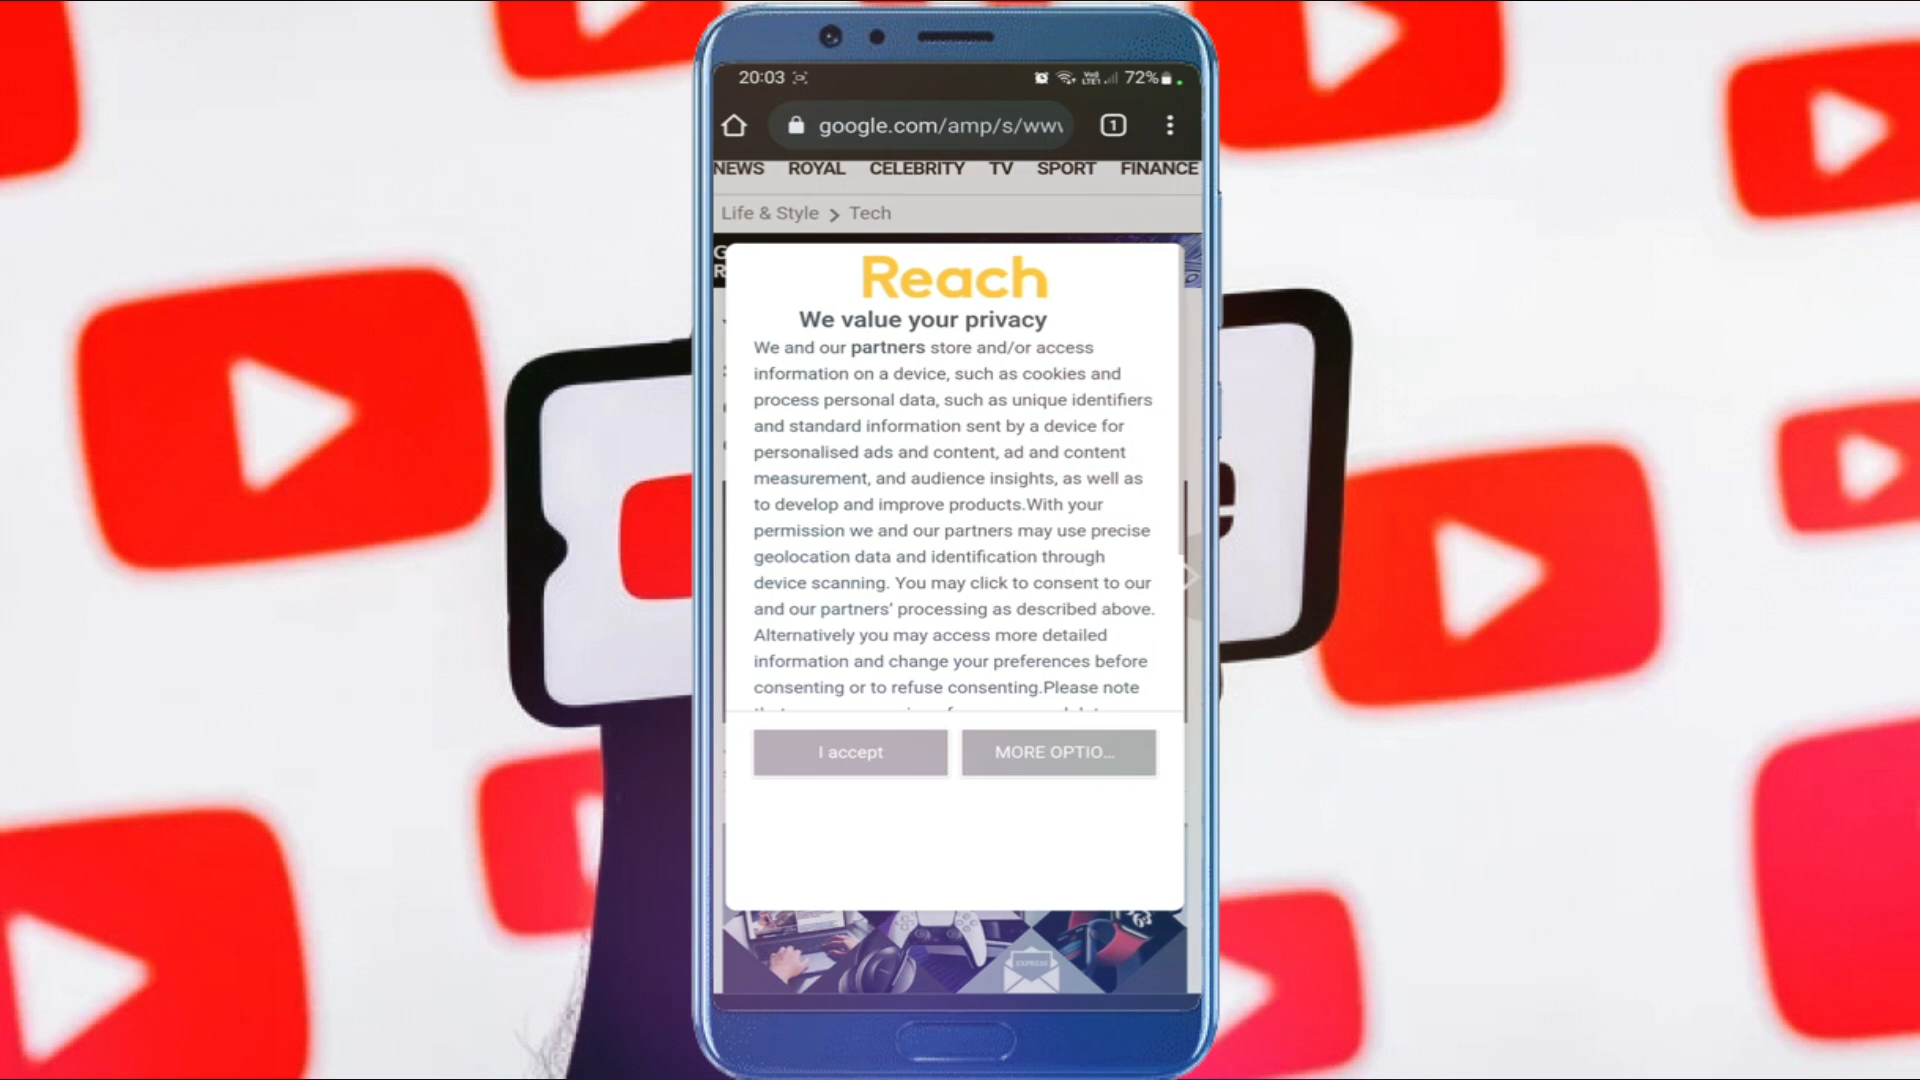 20:03
VoD LTE1 72%
google.com/amp/s/www
1
NEWS ROYAL CELEBRITY TV SPORT FINANCE
Life & Style > Tech
G
R
Reach
We value your privacy
We and our partners store and/or access
information on a device, such as cookies and
process personal data, such as unique identifiers
and standard information sent by a device for
personalised ads and content, ad and content
measurement, and audience insights, as well as
to develop and improve products.With your
permission we and our partners may use precise
geolocation data and identification through
device scanning. You may click to consent to our
and our partners' processing as described above.
Alternatively you may access more detailed
information and change your preferences before
consenting or to refuse consenting.Please note
I accept
MORE OPTIO...
EXPRESS
e